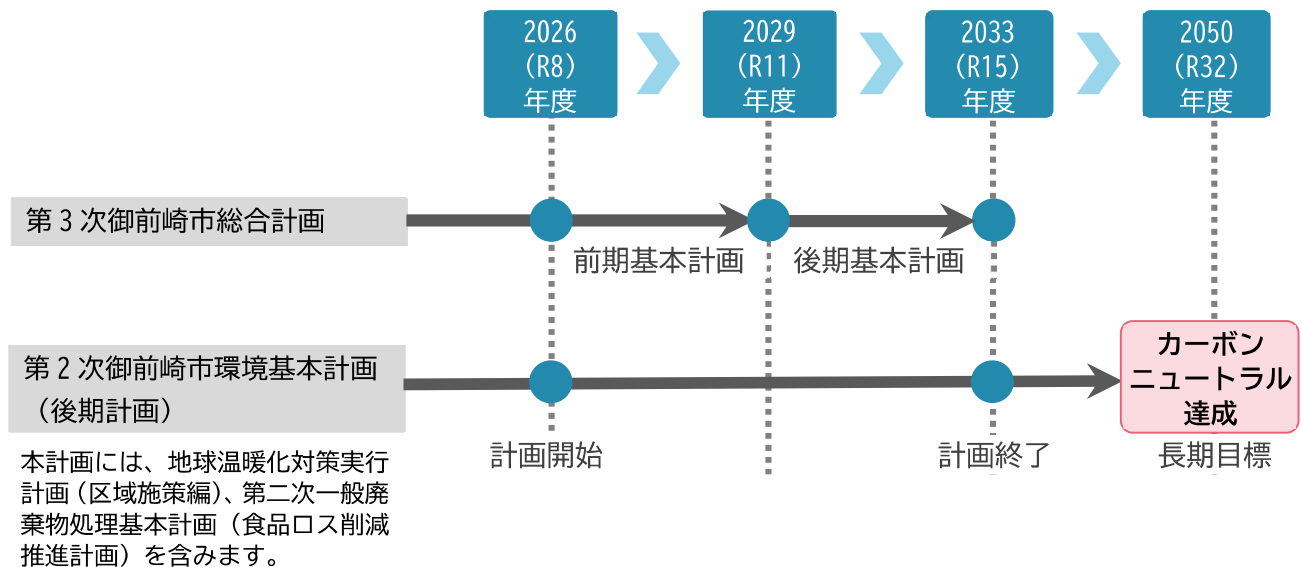 2026
（R8）
年度
2029
（R11）
年度
2033
（R15）
年度
2050
（R32）
年度
第３次御前崎市総合計画
前期基本計画
後期基本計画
第２次御前崎市環境基本計画
（後期計画）
カーボン
ニュートラル
達成
計画開始
計画終了
長期目標
本計画には、地球温暖化対策実行
計画（区域施策編）、第二次一般廃
棄物処理基本計画（食品ロス削減
推進計画）を含みます。